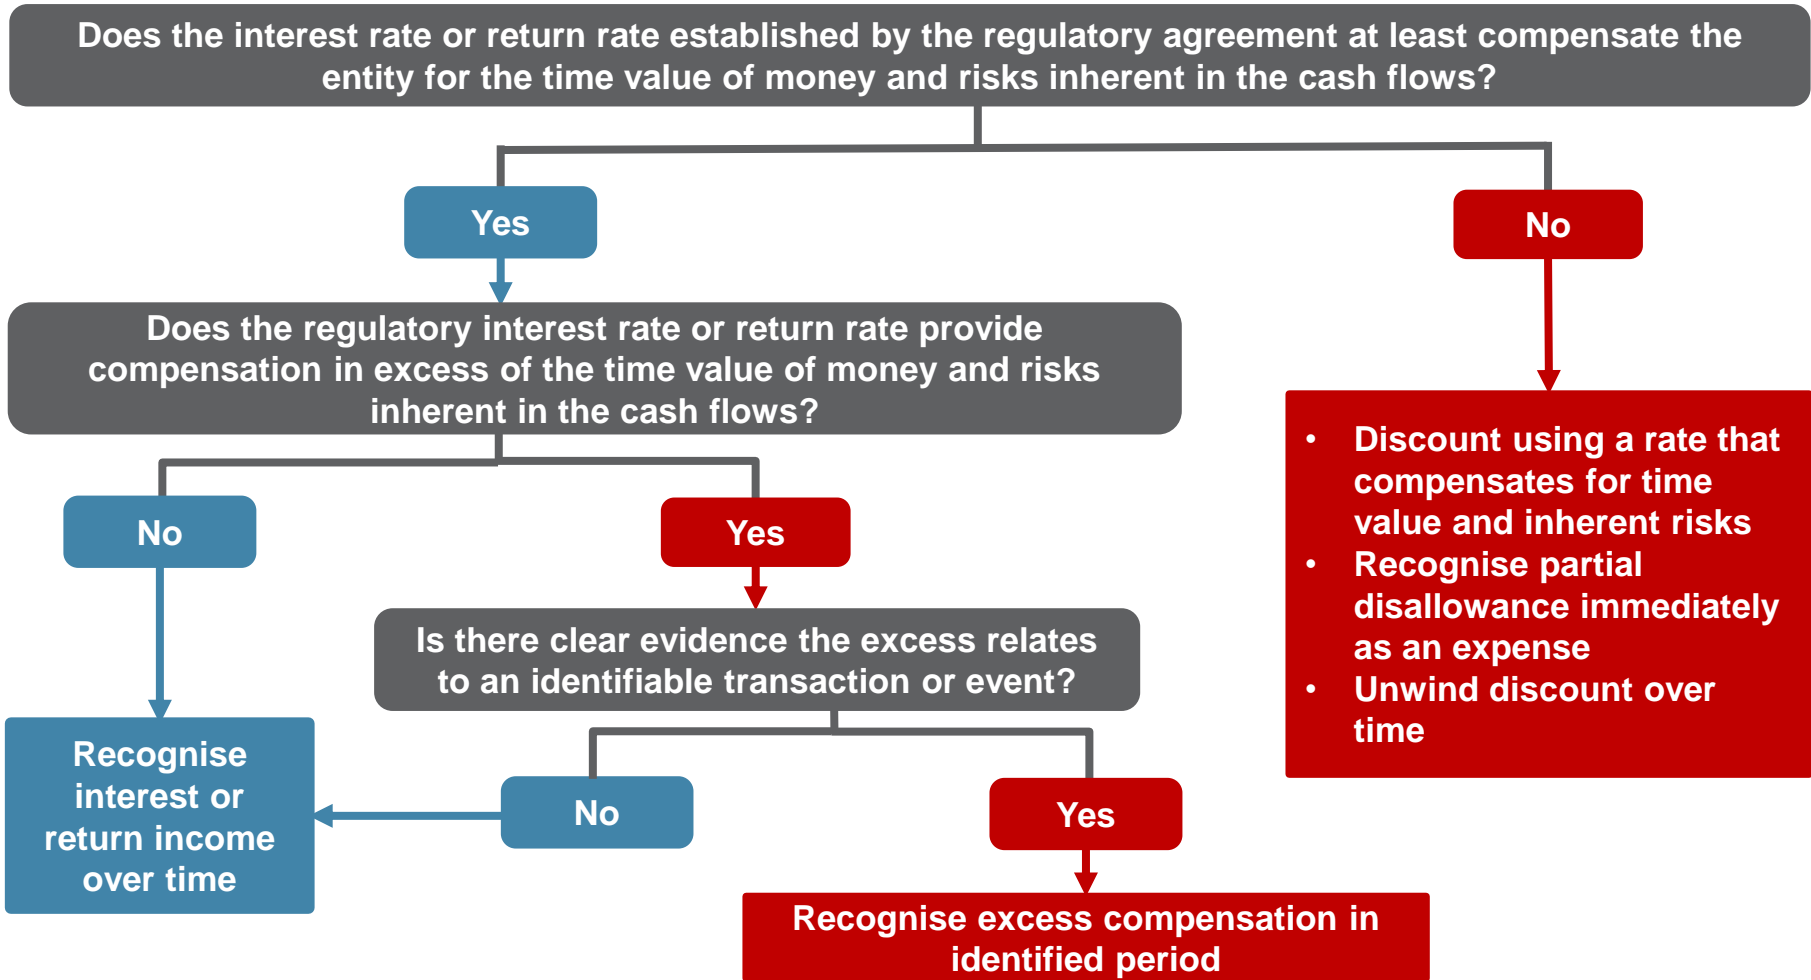 Does the interest rate or return rate established by the regulatory agreement at least compensate the
entity for the time value of money and risks inherent in the cash flows?
Yes
No
Does the regulatory interest rate or return rate provide
compensation in excess of the time value of money and risks
inherent in the cash flows?
• Discount using a rate that
compensates for time
value and inherent risks
• Recognise partial
disallowance immediately
as an expense
• Unwind discount over
time
No
Yes
Is there clear evidence the excess relates
to an identifiable transaction or event?
Recognise
interest or
return income
over time
No
Yes
Recognise excess compensation in
identified period